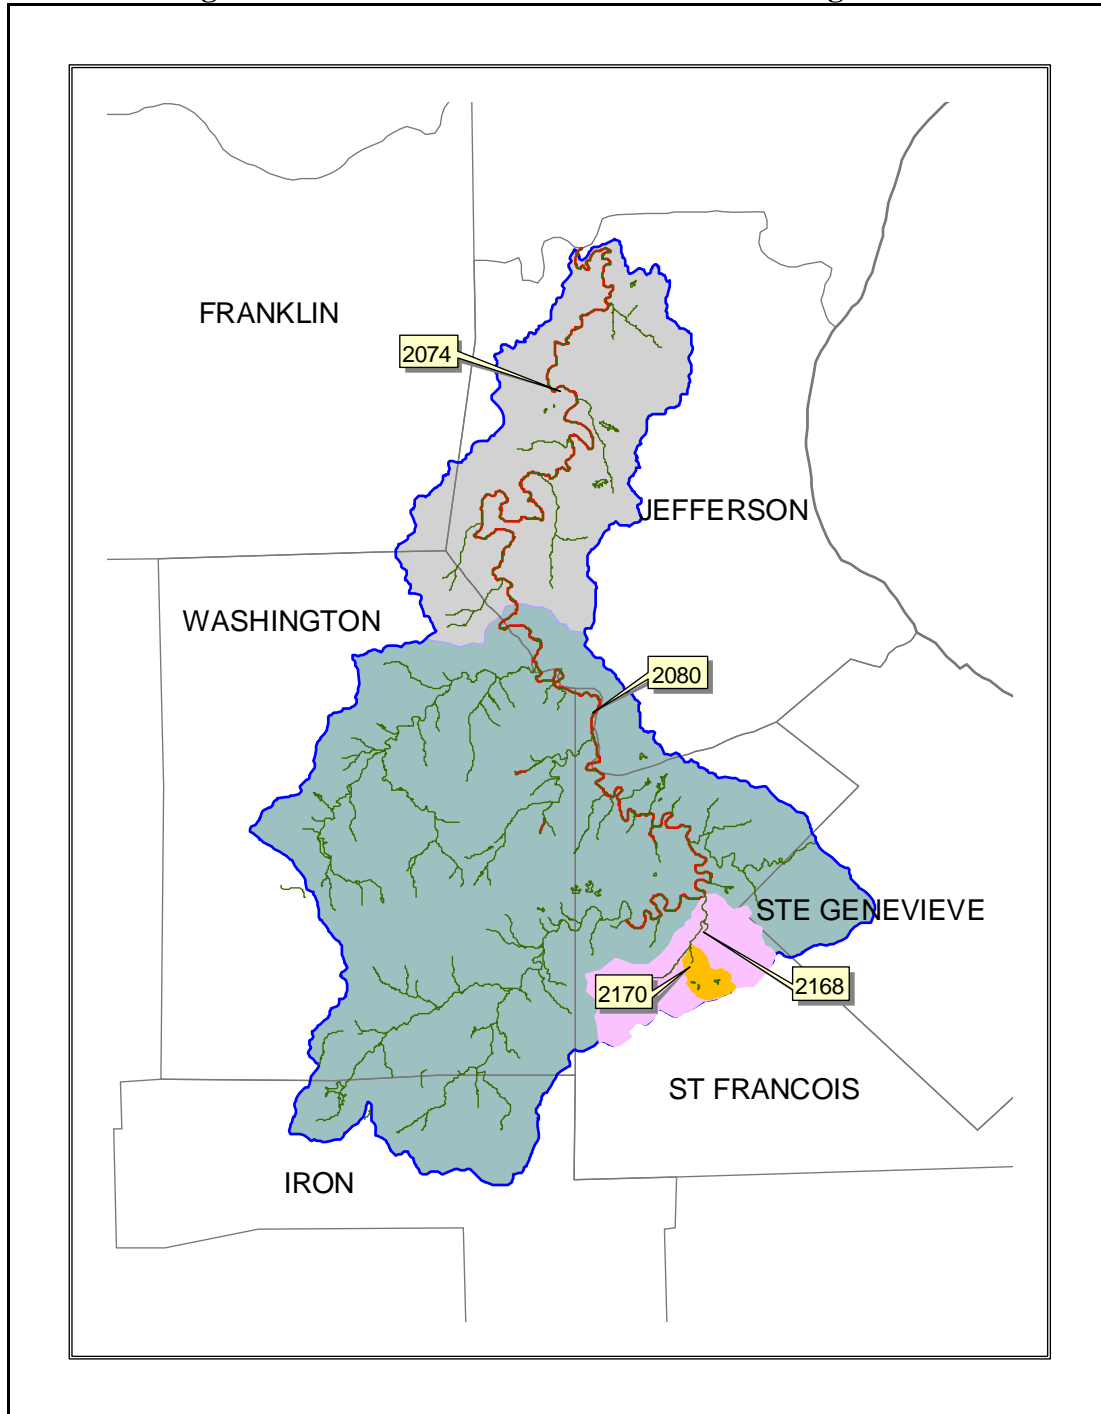 FRANKLIN
2074
JEFFERSON
WASHINGTON
2080
STE GENEVIEVE
2170
2168
ST FRANCOIS
IRON